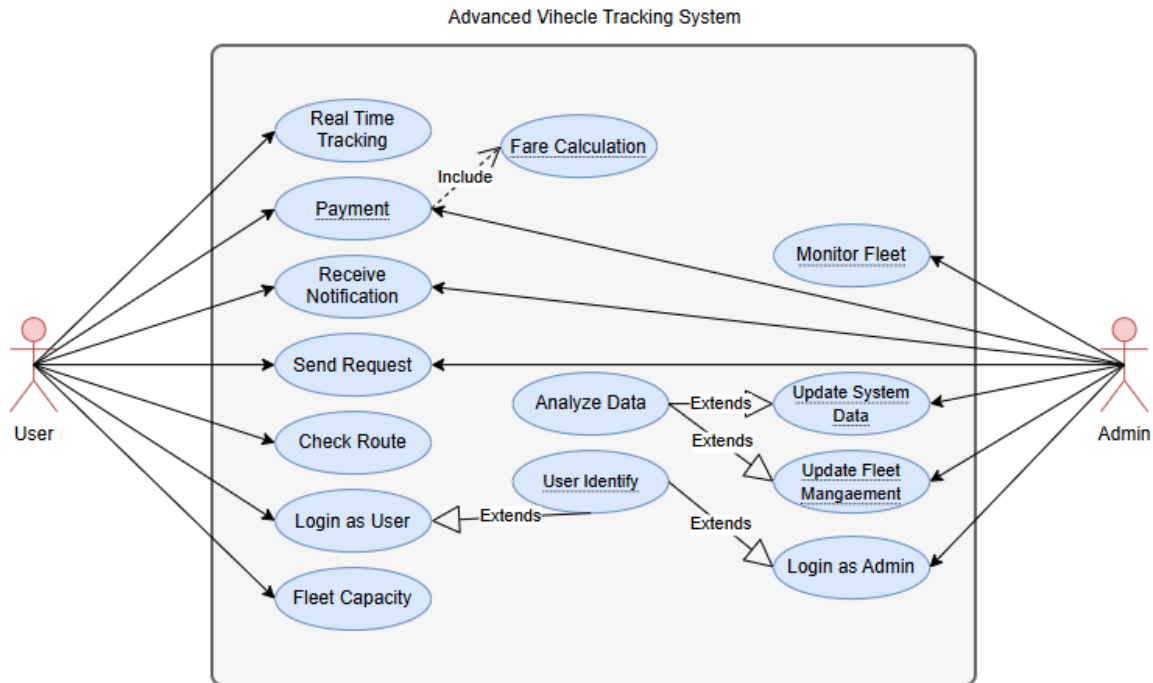 Advanced Vihecle Tracking System
Real Time
Tracking
Fare Calculation
Include
Payment
Monitor Fleet
Receive
Notification
Send Request
Analyze Data
Extends
Update System
Data
User
Admin
Check Route
Extends
Update Fleet
Mangaement
User Identify
Login as User
Extends
Extends
Login as Admin
Fleet Capacity